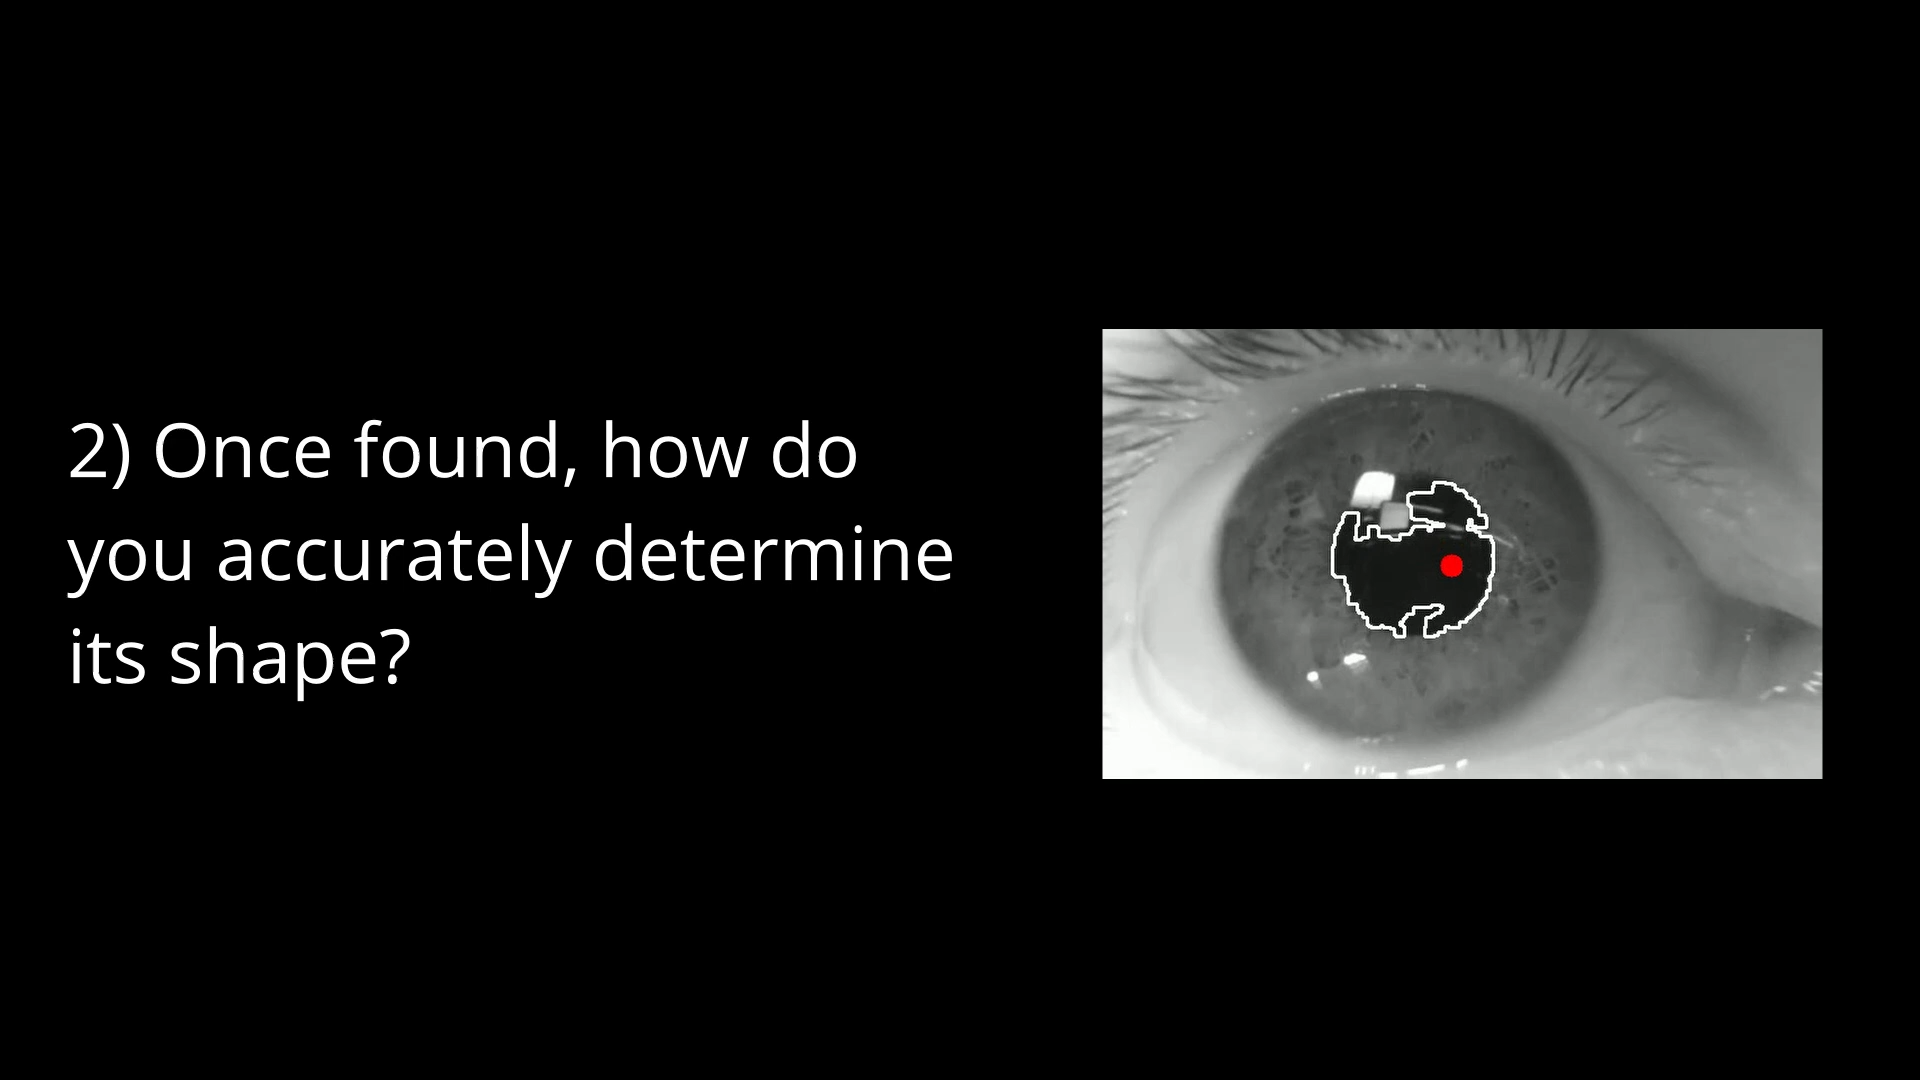 2) Once found, how do
you accurately determine
its shape?